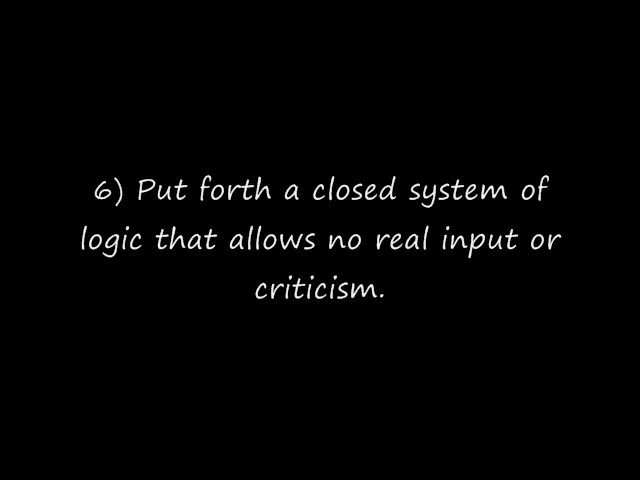 6) Put forth a closed system of
logic that allows no real input or
criticism.